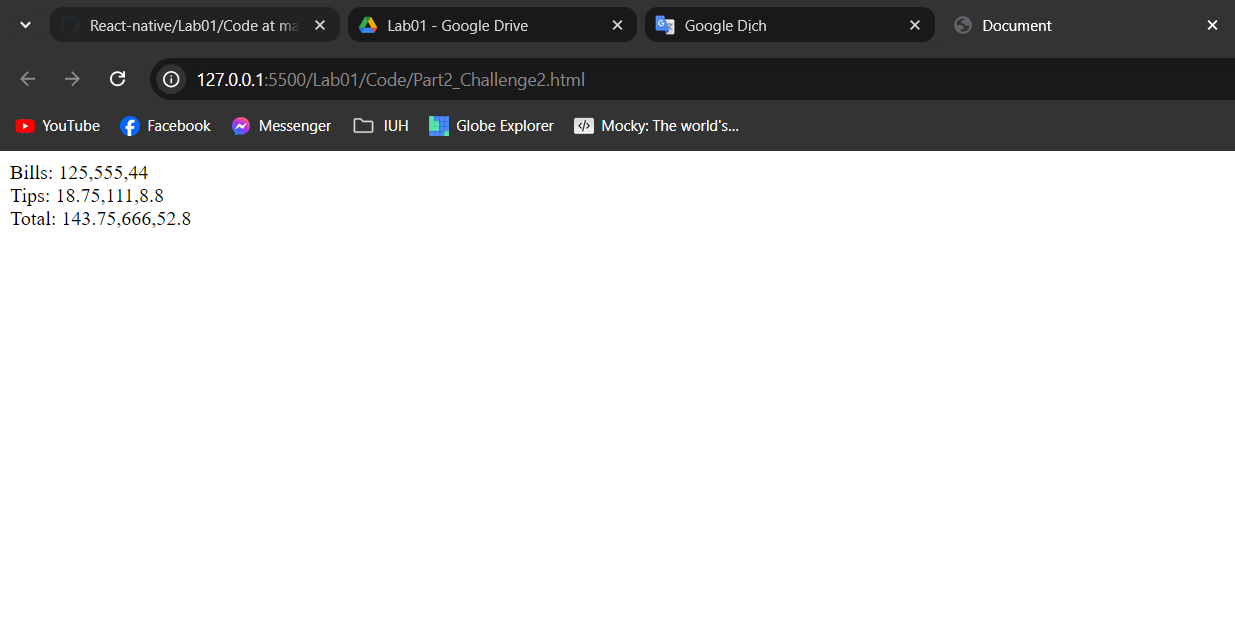 React-native/Lab01/Code at ma
Lab01 - Google Drive
Google Dịch
Document
127.0.0.1:5500/Lab01/Code/Part2_Challenge2.html
YouTube
Facebook
Messenger
IUH
Globe Explorer
Mocky: The world's...
Bills: 125,555,44
Tips: 18.75,111,8.8
Total: 143.75,666,52.8